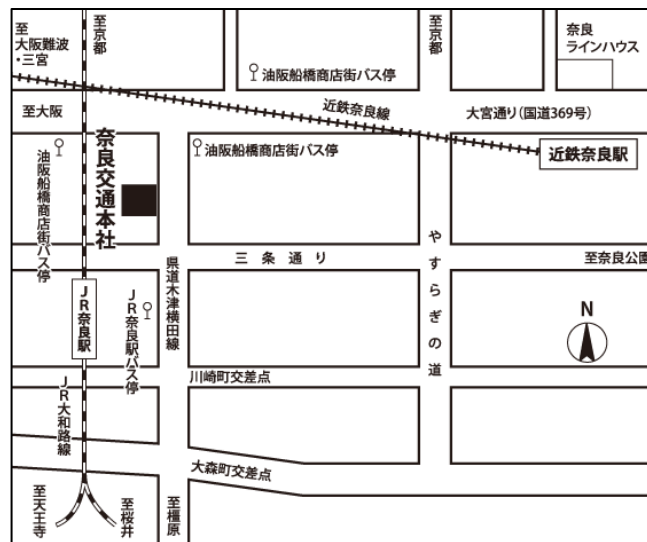 至
大阪難波
・三宮
至京都
油阪船橋商店街バス停
至京都
奈良
ラインハウス
至大阪
近鉄奈良線
大宮通り(国道369号)
近鉄奈良駅
油阪船橋商店街バス停
奈良交通本社
油阪船橋商店街バス停
三条通り
やすらぎの道
至奈良公園
県道木津横田線
JR奈良駅
JR奈良駅バス停
N
川崎町交差点
JR大和路線
大森町交差点
至天王寺
至桜井
至橿原